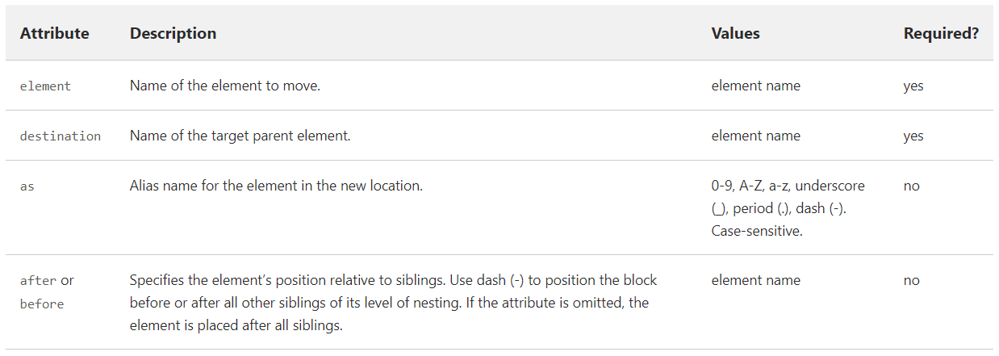 Attribute Description Values Required?
element Name of the element to move. element name yes
destination Name of the target parent element. element name yes
as Alias name for the element in the new location. 0-9, A-Z, a-z, underscore no
(_), period (.), dash (-).
Case-sensitive.
after or Specifies the element’s position relative to siblings. Use dash (-) to position the block element name no
before before or after all other siblings of its level of nesting. If the attribute is omitted, the
element is placed after all siblings.